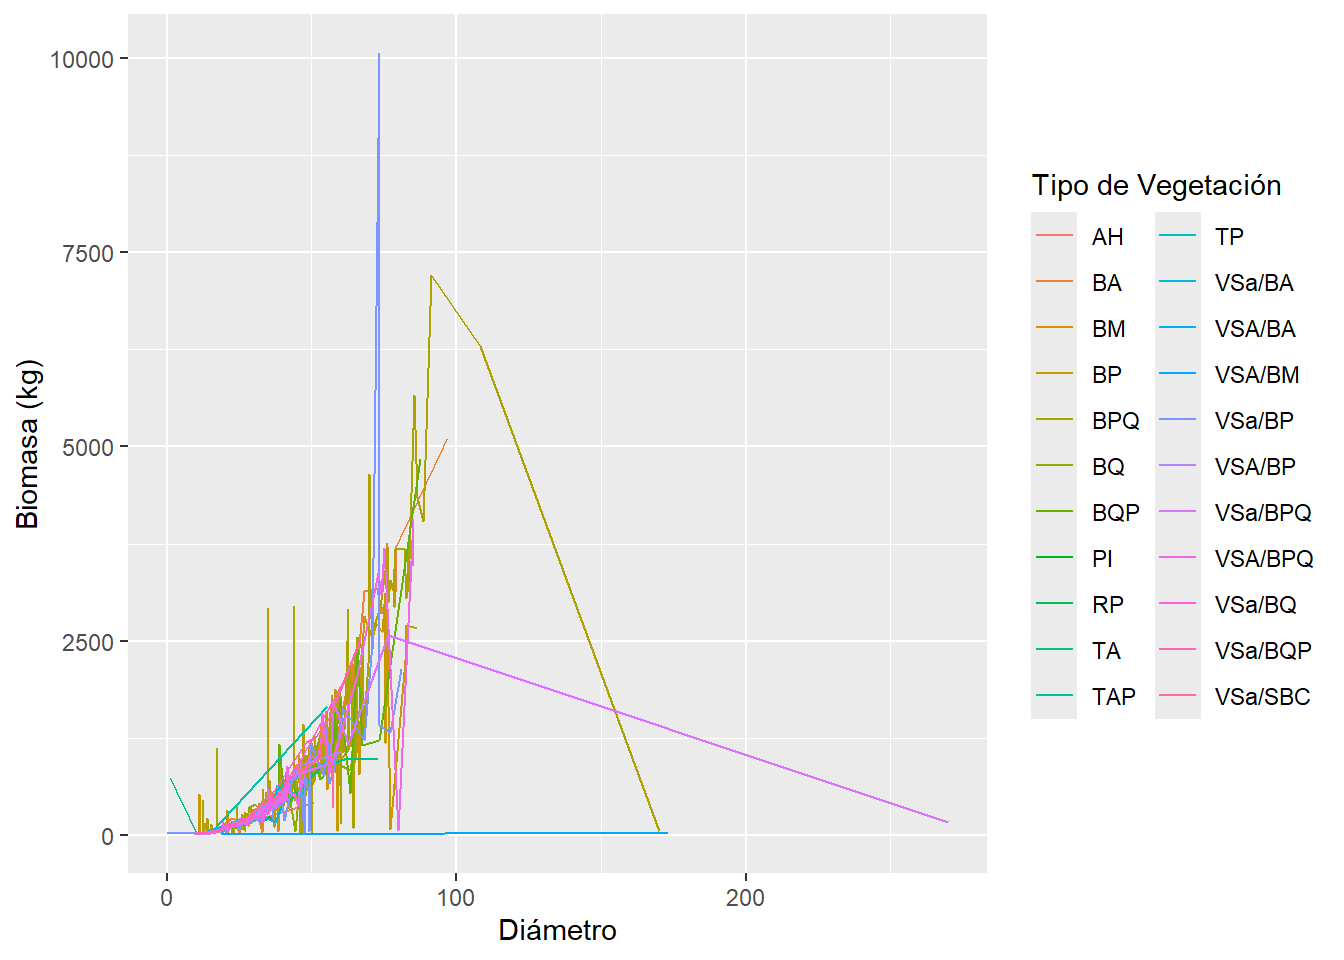 10000
7500
5000
2500
0
Biomasa (kg)
0
100
200
Diámetro
Tipo de Vegetación
AH
BA
BM
BP
BPQ
BQ
BQP
PI
RP
TA
TAP
TP
VSa/BA
VSA/BA
VSA/BM
VSa/BP
VSA/BP
VSa/BPQ
VSA/BPQ
VSa/BQ
VSa/BQP
VSa/SBC